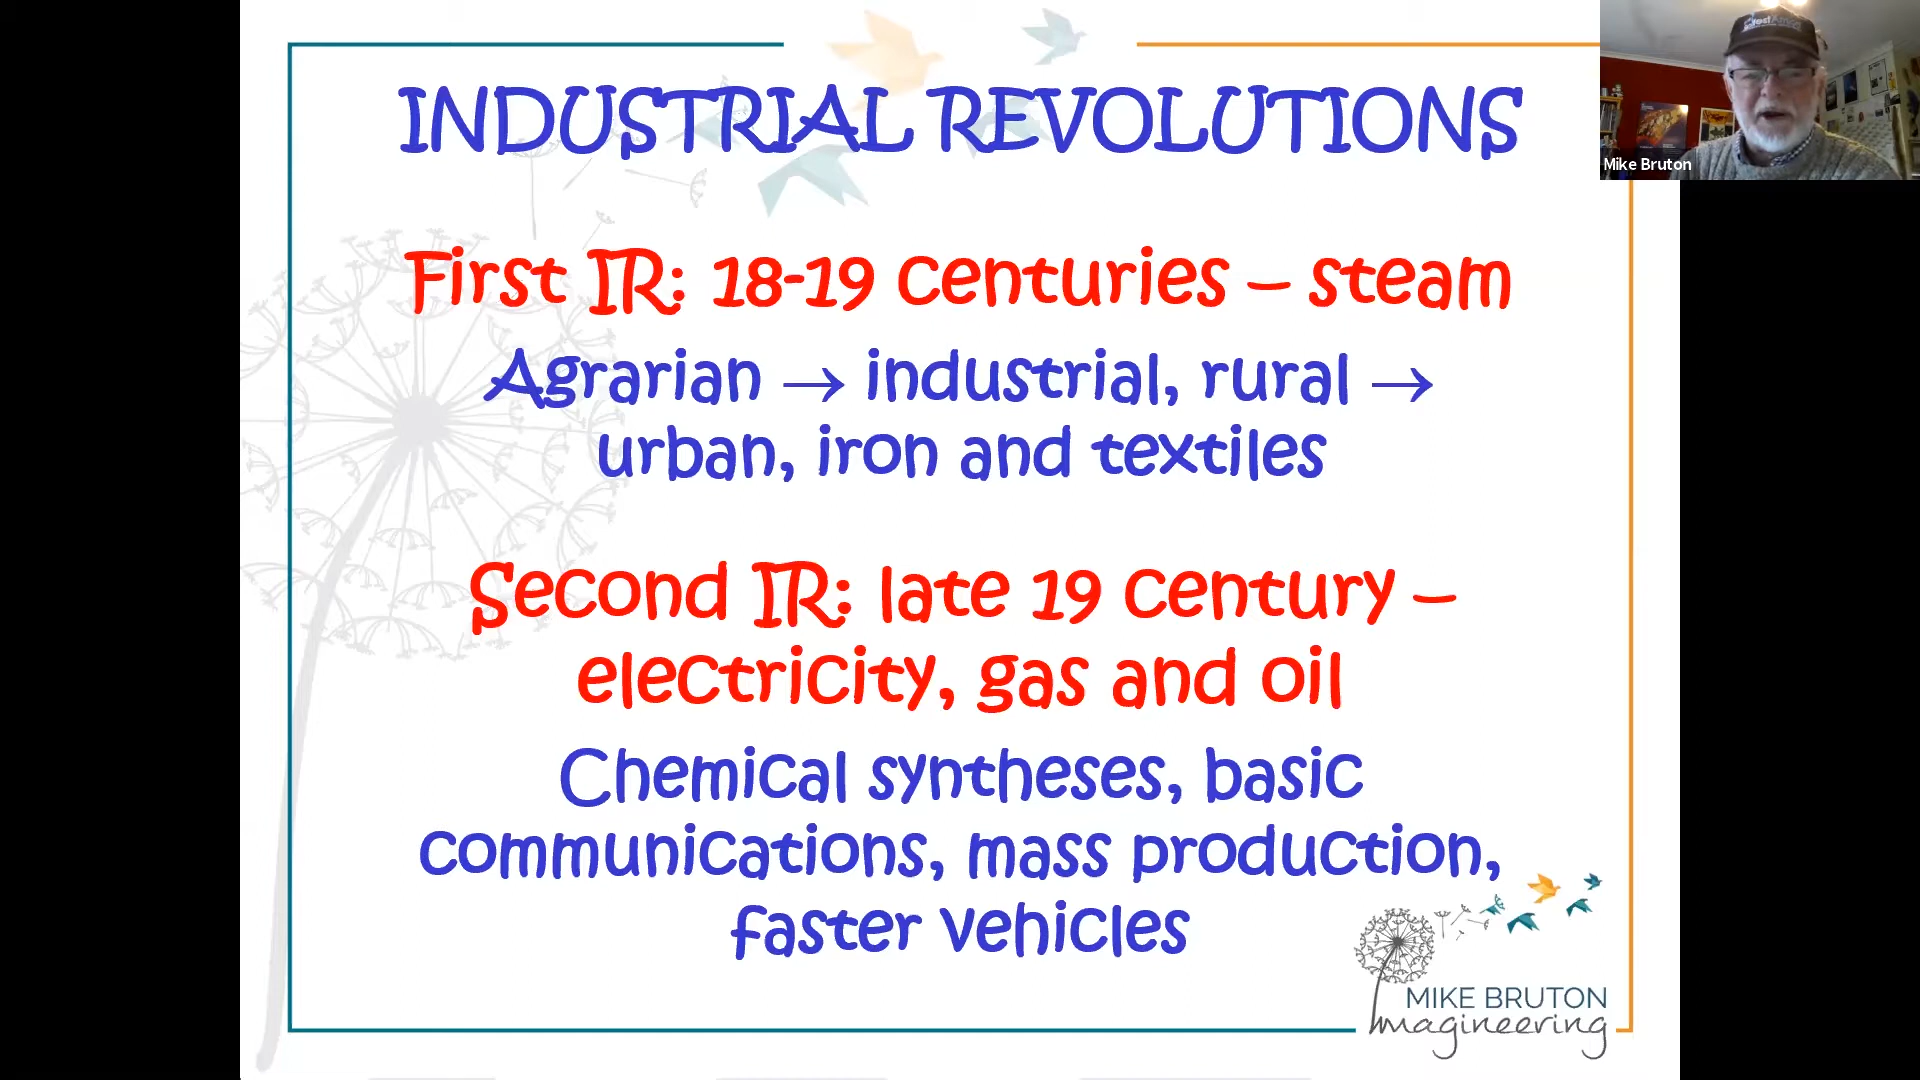 INDUSTRIAL REVOLUTIONS
First IR: 18-19 centuries – steam
Agrarian → industrial, rural →
urban, iron and textiles
Second IR: late 19 century –
electricity, gas and oil
Chemical syntheses, basic
communications, mass production,
faster vehicles
MIKE BRUTON
Imagineering
Mike Bruton